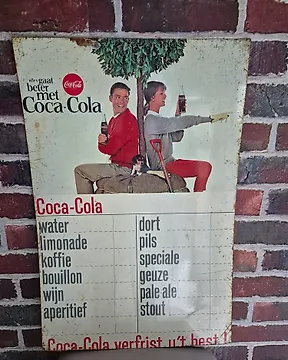 alles gaat
beter
met
Coca-Cola
Coca-Cola
Coca-Cola
water
limonade
koffie
bouillon
wijn
aperitief
dort
pils
speciale
geuze
pale ale
stout
Coca-Cola verfrist u't best!